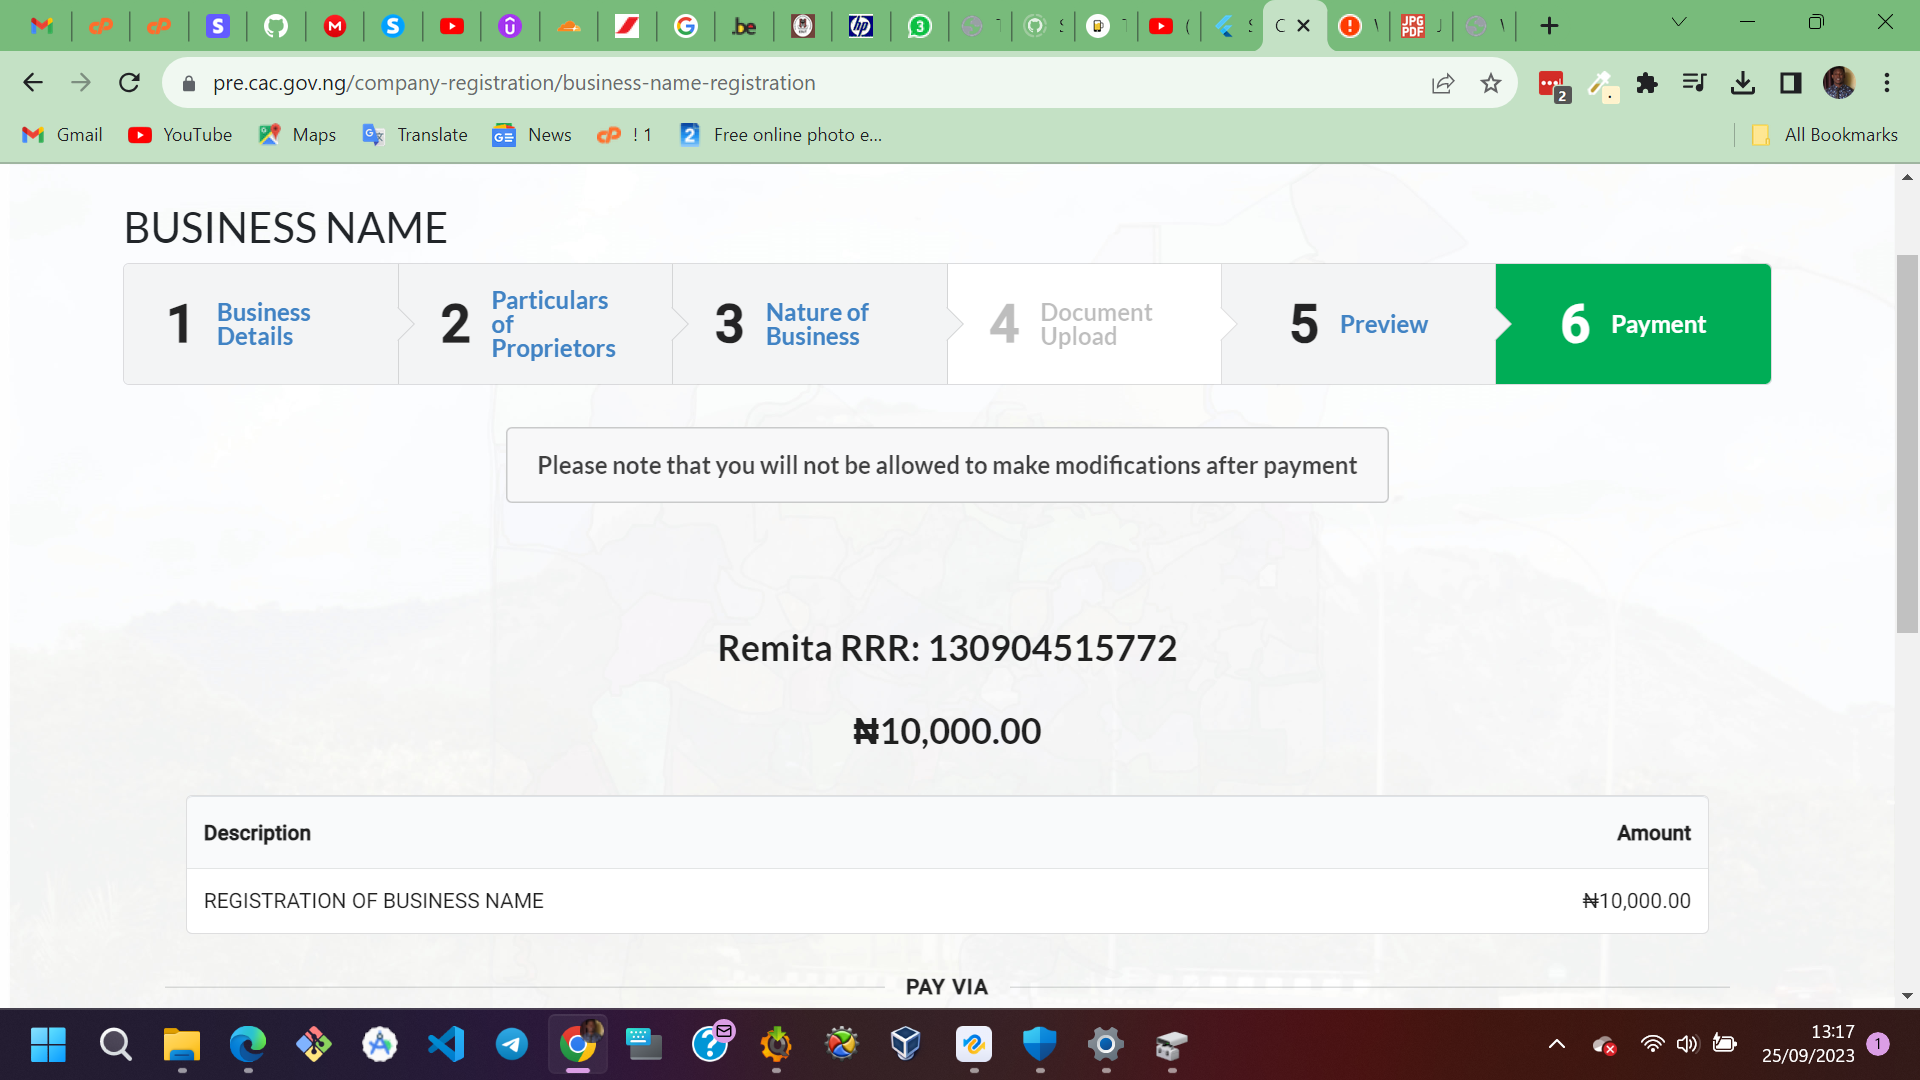 pre.cac.gov.ng/company-registration/business-name-registration
2
Gmail
YouTube
Maps
Translate
News
! 1
Free online photo e...
All Bookmarks
BUSINESS NAME
1 Business Details
2 Particulars of Proprietors
3 Nature of Business
4 Document Upload
5 Preview
6 Payment
Please note that you will not be allowed to make modifications after payment
Remita RRR: 130904515772
₦10,000.00
Description Amount
REGISTRATION OF BUSINESS NAME ₦10,000.00
PAY VIA
13:17
25/09/2023
1